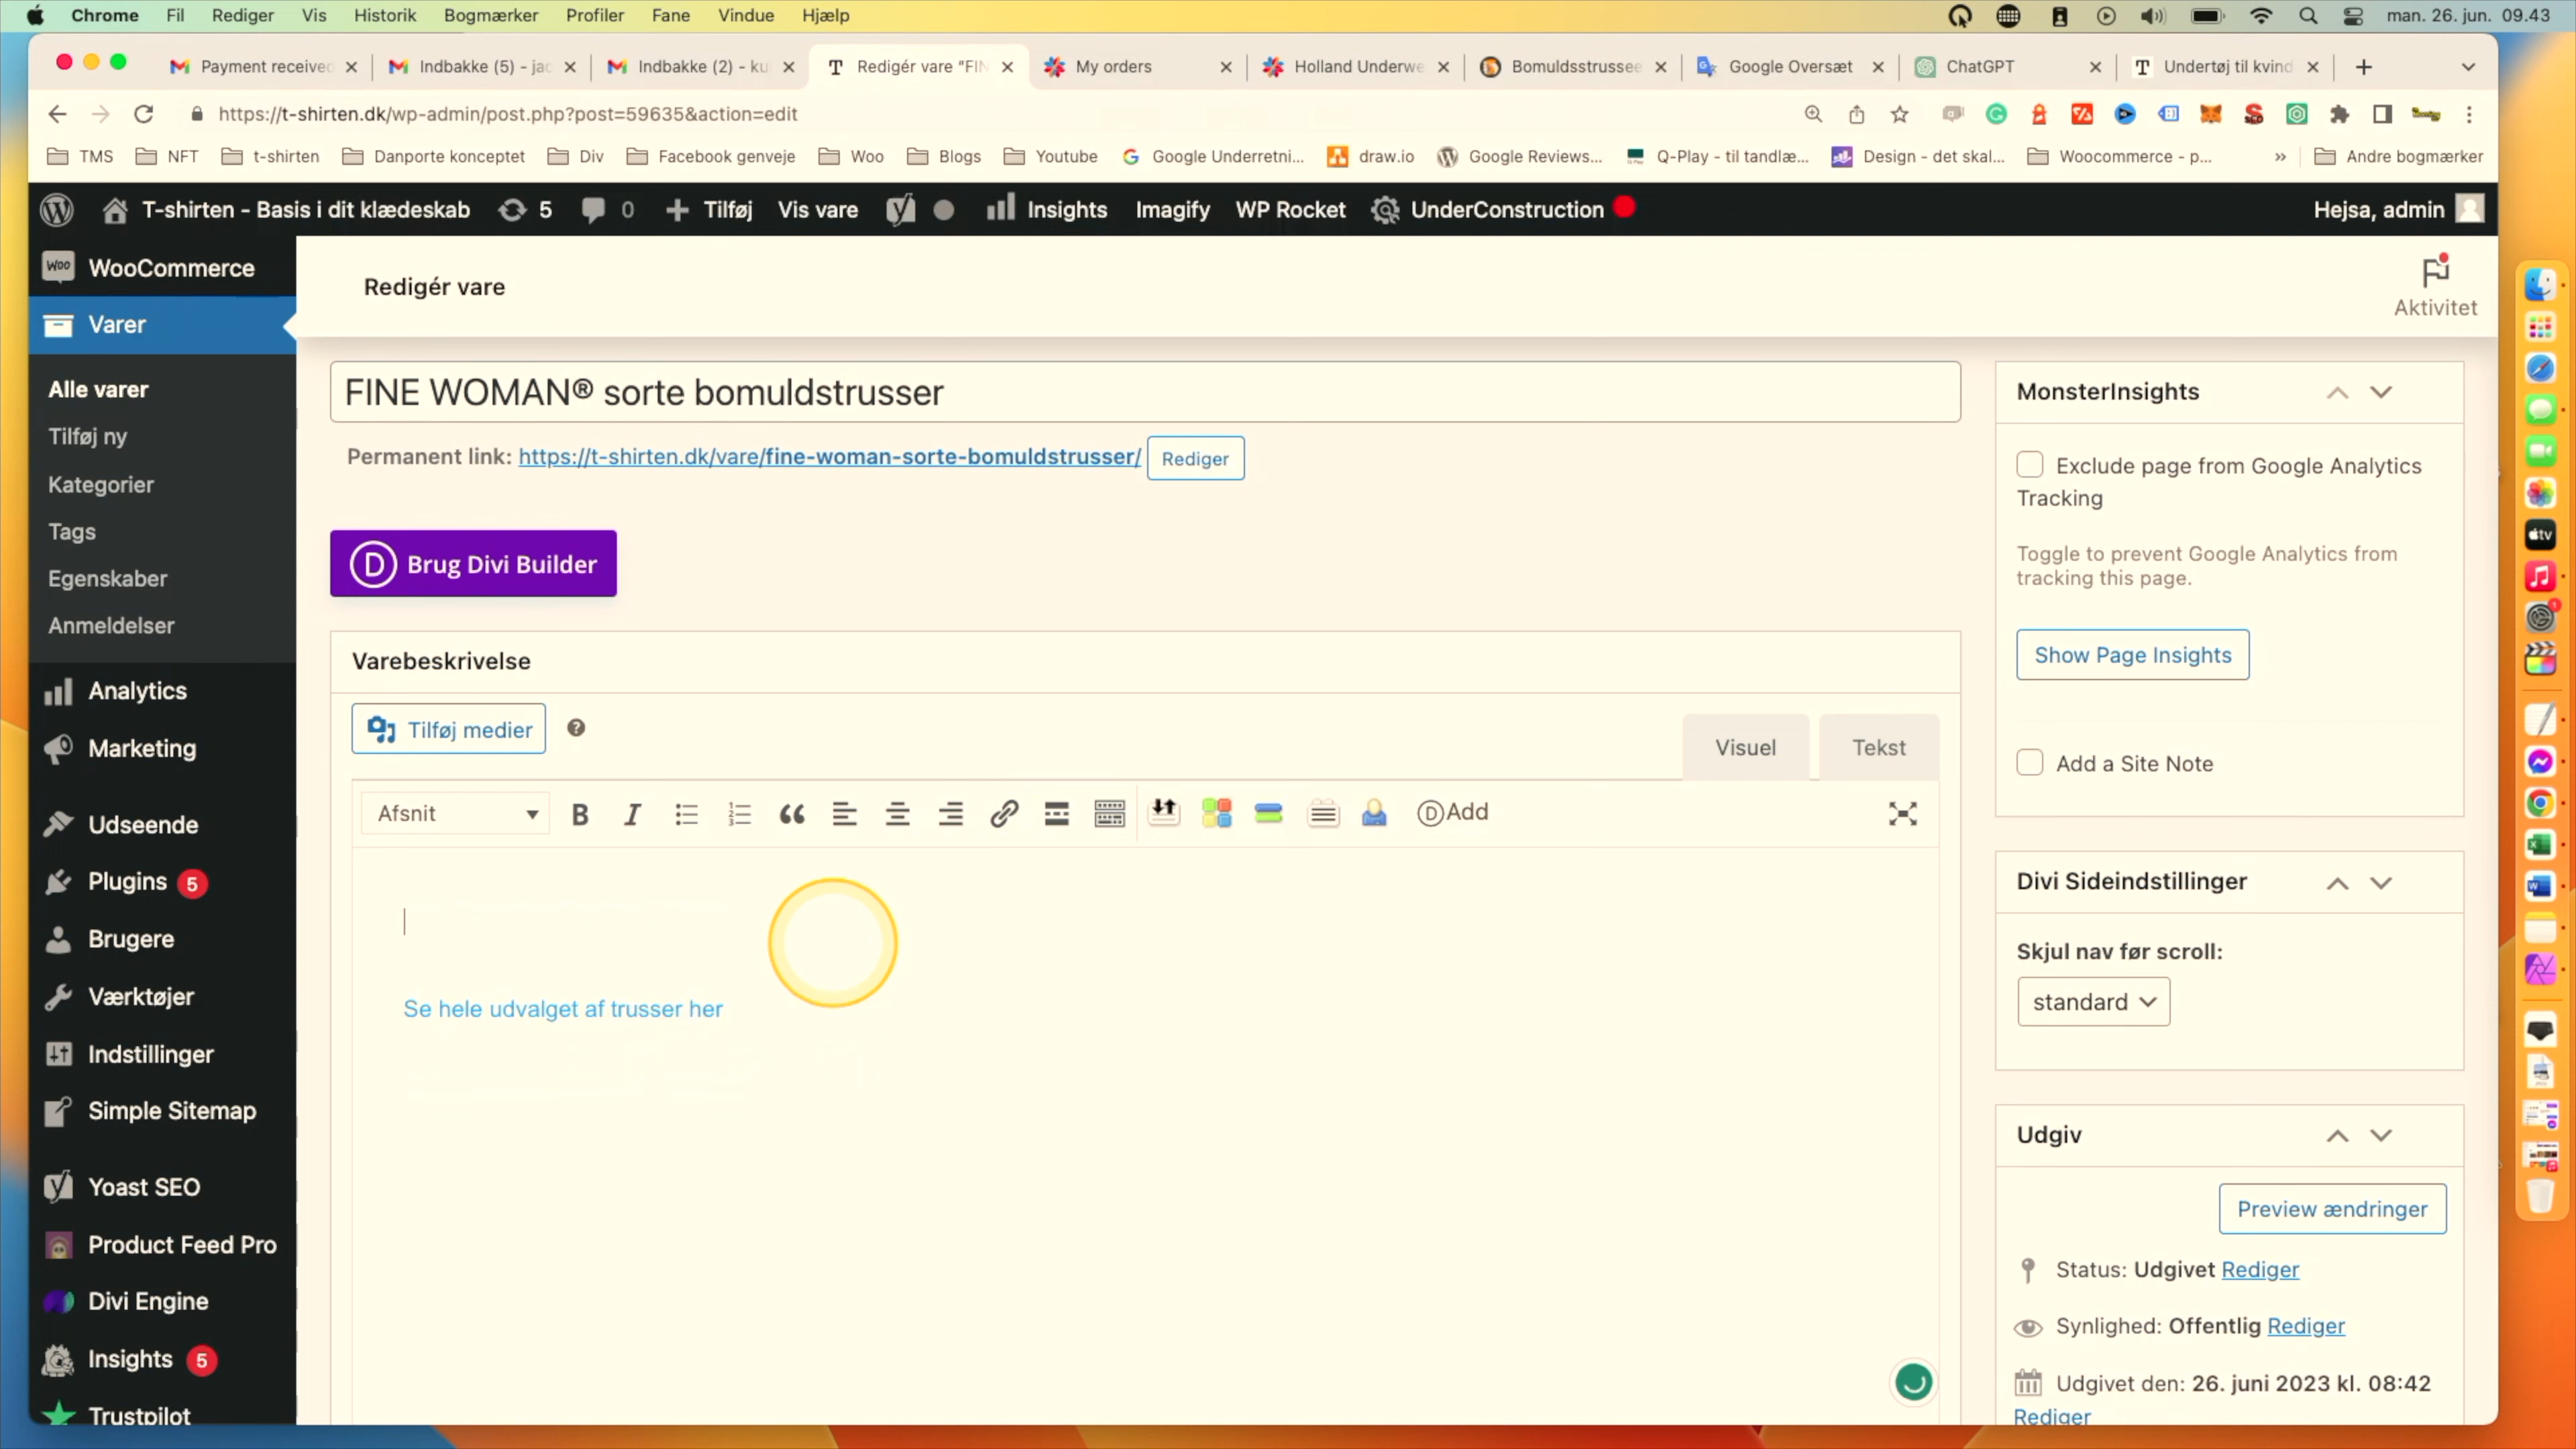 Chrome Fil Rediger Vis Historik Bogmærker Profiler Fane Vindue Hjælp man. 26. jun. 09.43
Payment received Indbakke (5) - jac Indbakke (2) - ku Redigér vare "FIN My orders Holland Underwe Bomuldsstrussee Google Oversæt ChatGPT Undertøj til kvind
https://t-shirten.dk/wp-admin/post.php?post=59635&action=edit
TMS NFT t-shirten Danporte konceptet Div Facebook genveje Woo Blogs Youtube Google Underretni... draw.io Google Reviews... Q-Play - til tandlæ... Design - det skal... Woocommerce - p... » Andre bogmærker
T-shirten - Basis i dit klædeskab 5 0 Tilføj Vis vare Insights Imagify WP Rocket UnderConstruction Hejsa, admin
WooCommerce
Varer
Alle varer
Tilføj ny
Kategorier
Tags
Egenskaber
Anmeldelser
Analytics
Marketing
Udseende
Plugins 5
Brugere
Værktøjer
Indstillinger
Simple Sitemap
Yoast SEO
Product Feed Pro
Divi Engine
Insights 5
Trustpilot
Redigér vare
Aktivitet
FINE WOMAN® sorte bomuldstrusser
Permanent link: https://t-shirten.dk/vare/fine-woman-sorte-bomuldstrusser/ Rediger
D Brug Divi Builder
Varebeskrivelse
Tilføj medier
Visuel Tekst
Afsnit B I D Add
Se hele udvalget af trusser her
MonsterInsights
Exclude page from Google Analytics
Tracking
Toggle to prevent Google Analytics from
tracking this page.
Show Page Insights
Add a Site Note
Divi Sideindstillinger
Skjul nav før scroll:
standard
Udgiv
Preview ændringer
Status: Udgivet Rediger
Synlighed: Offentlig Rediger
Udgivet den: 26. juni 2023 kl. 08:42
Rediger